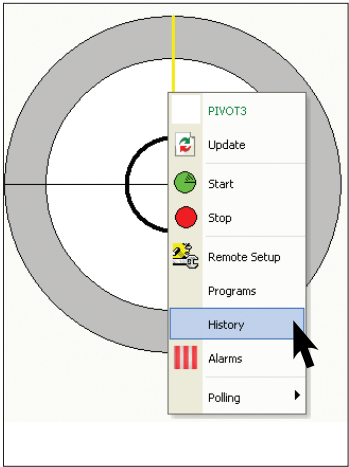 PIVOT3
Update
Start
Stop
Remote Setup
Programs
History
Alarms
Polling